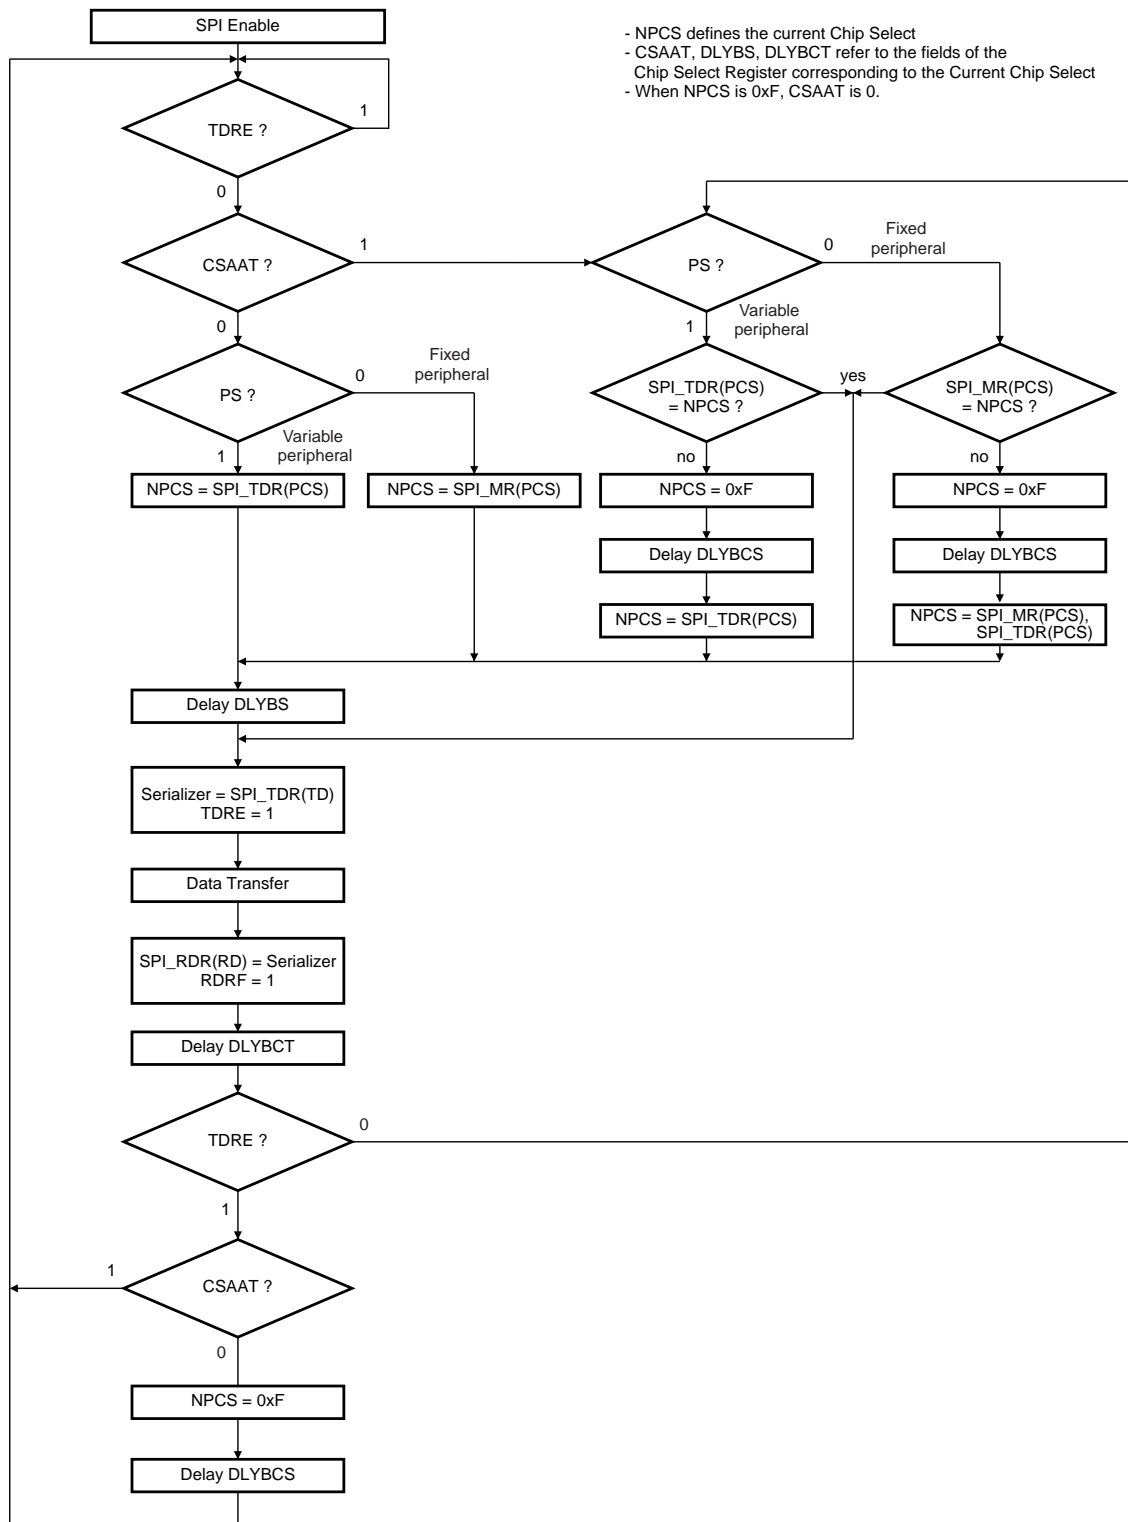 SPI Enable
- NPCS defines the current Chip Select
- CSAAT, DLYBS, DLYBCT refer to the fields of the
Chip Select Register corresponding to the Current Chip Select
- When NPCS is 0xF, CSAAT is 0.
TDRE ?
1
0
CSAAT ?
1
PS ?
0
Fixed
peripheral
0
1
Variable
peripheral
PS ?
0
Fixed
peripheral
1
Variable
peripheral
SPI_TDR(PCS)
= NPCS ?
yes
SPI_MR(PCS)
= NPCS ?
no
no
NPCS = SPI_TDR(PCS)
NPCS = SPI_MR(PCS)
NPCS = 0xF
NPCS = 0xF
Delay DLYBCS
Delay DLYBCS
NPCS = SPI_TDR(PCS)
NPCS = SPI_MR(PCS),
SPI_TDR(PCS)
Delay DLYBS
Serializer = SPI_TDR(TD)
TDRE = 1
Data Transfer
SPI_RDR(RD) = Serializer
RDRF = 1
Delay DLYBCT
TDRE ?
0
1
CSAAT ?
1
0
NPCS = 0xF
Delay DLYBCS